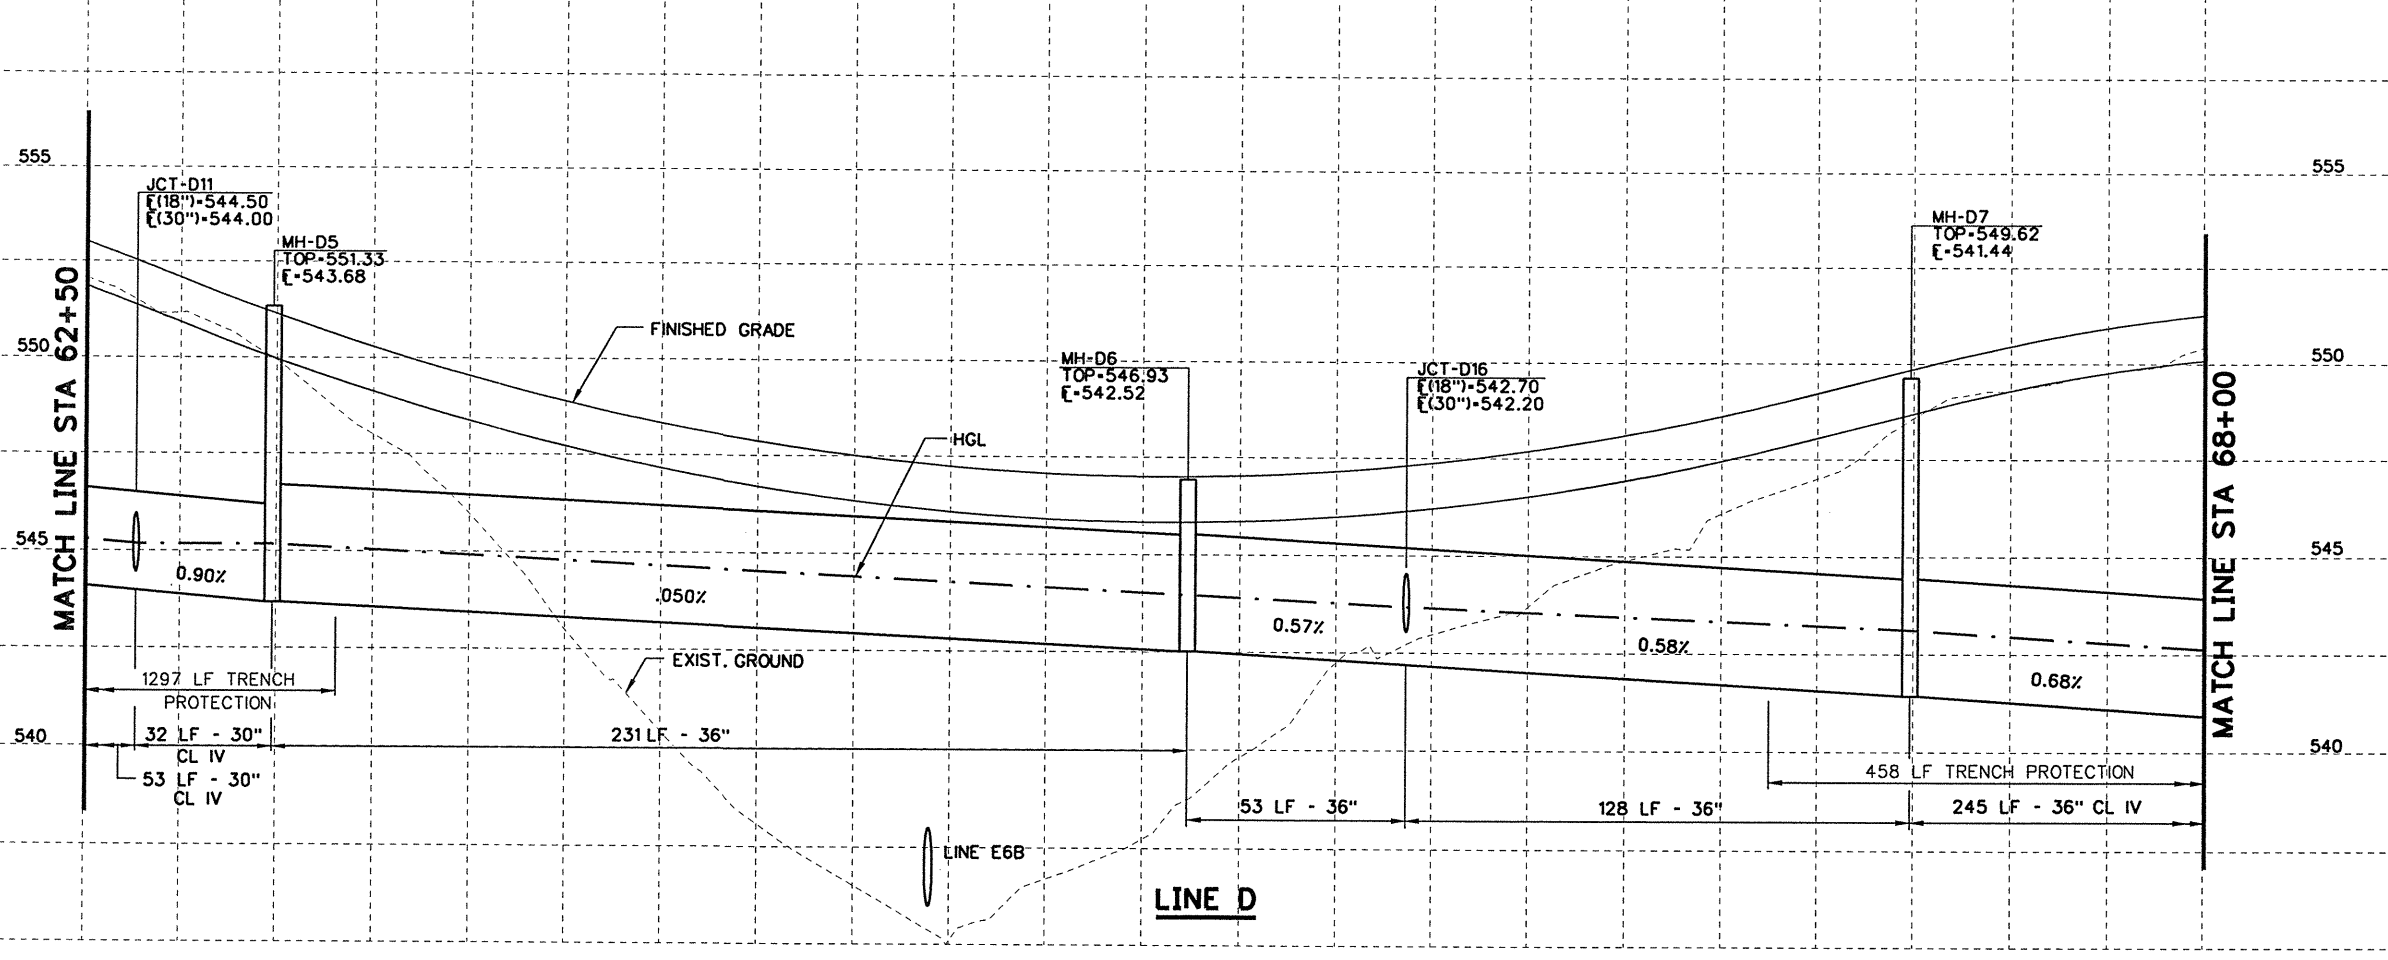 555
555
JCT-D11
Ȼ(18")=544.50
Ȼ(30")=544.00
MH-D5
TOP=551.33
Ȼ=543.68
MH-D7
TOP=549.62
Ȼ=541.44
FINISHED GRADE
550
550
MH-D6
TOP=546.93
Ȼ=542.52
JCT-D16
Ȼ(18")=542.70
Ȼ(30")=542.20
HGL
MATCH LINE STA 62+50
MATCH LINE STA 68+00
545
545
0.90%
.050%
0.57%
0.58%
0.68%
EXIST. GROUND
1297 LF TRENCH
PROTECTION
540
540
32 LF - 30"
CL IV
53 LF - 30"
CL IV
231 LF - 36"
53 LF - 36"
128 LF - 36"
458 LF TRENCH PROTECTION
245 LF - 36" CL IV
LINE E6B
LINE D